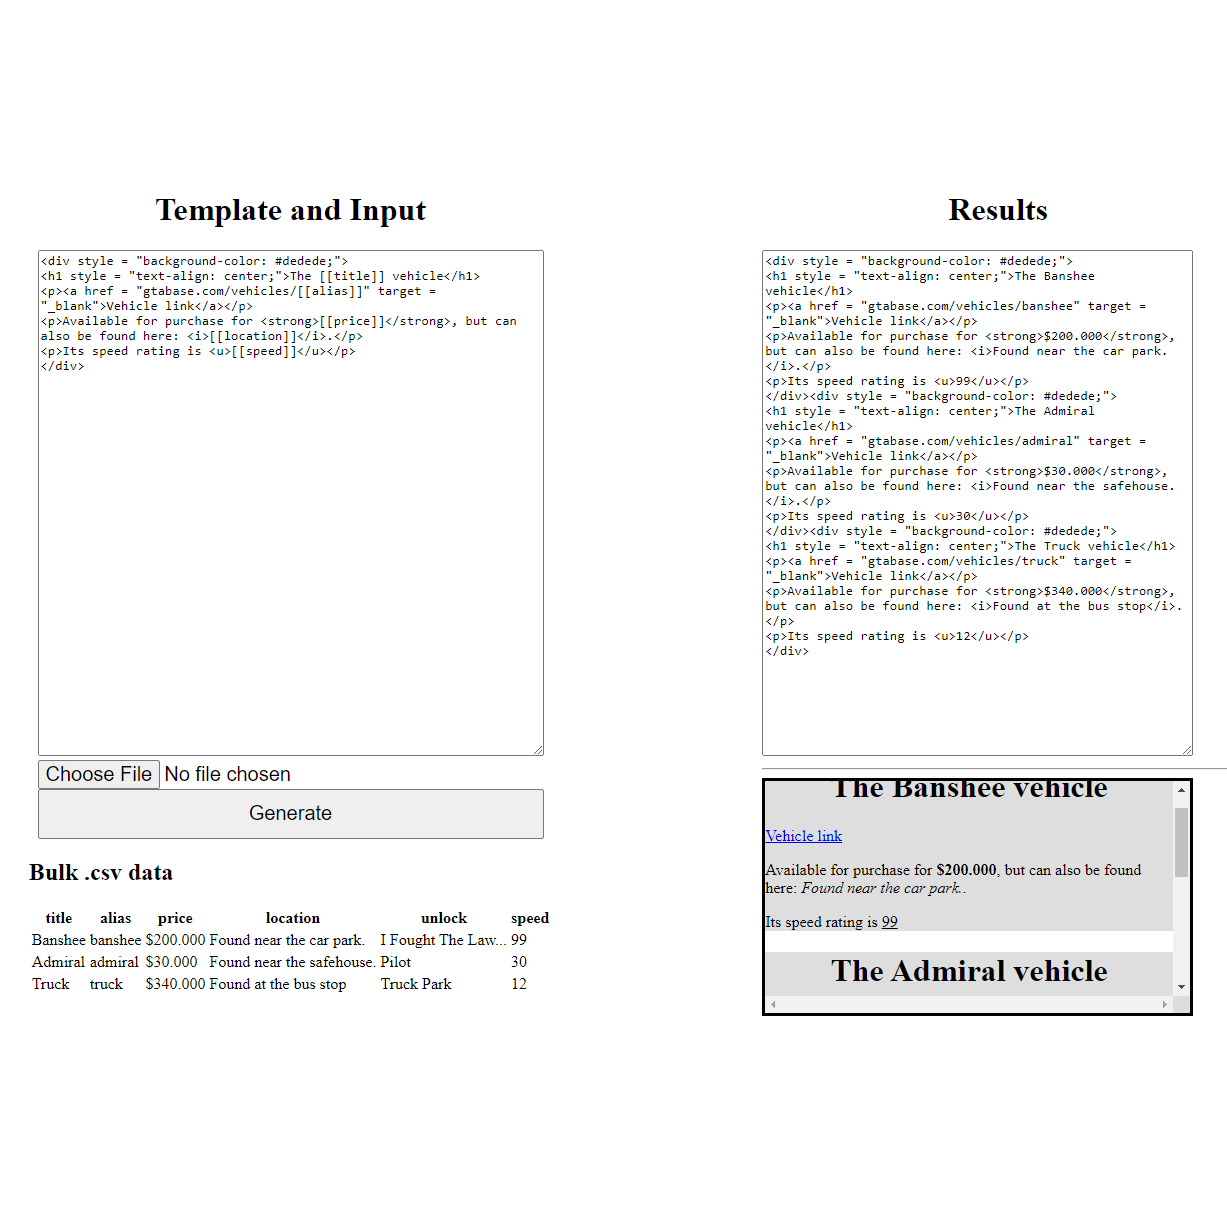 Template and Input
<div style = "background-color: #dedede;">
<h1 style = "text-align: center;">The [[title]] vehicle</h1>
<p><a href = "gtabase.com/vehicles/[[alias]]" target =
"_blank">Vehicle link</a></p>
<p>Available for purchase for <strong>[[price]]</strong>, but can
also be found here: <i>[[location]]</i>.</p>
<p>Its speed rating is <u>[[speed]]</u></p>
</div>
Choose File No file chosen
Generate
Bulk .csv data
title alias price location unlock speed
Banshee banshee $200.000 Found near the car park. I Fought The Law... 99
Admiral admiral $30.000 Found near the safehouse. Pilot 30
Truck truck $340.000 Found at the bus stop Truck Park 12
Results
<div style = "background-color: #dedede;">
<h1 style = "text-align: center;">The Banshee
vehicle</h1>
<p><a href = "gtabase.com/vehicles/banshee" target =
"_blank">Vehicle link</a></p>
<p>Available for purchase for <strong>$200.000</strong>,
but can also be found here: <i>Found near the car park.
</i>.</p>
<p>Its speed rating is <u>99</u></p>
</div><div style = "background-color: #dedede;">
<h1 style = "text-align: center;">The Admiral
vehicle</h1>
<p><a href = "gtabase.com/vehicles/admiral" target =
"_blank">Vehicle link</a></p>
<p>Available for purchase for <strong>$30.000</strong>,
but can also be found here: <i>Found near the safehouse.
</i>.</p>
<p>Its speed rating is <u>30</u></p>
</div><div style = "background-color: #dedede;">
<h1 style = "text-align: center;">The Truck vehicle</h1>
<p><a href = "gtabase.com/vehicles/truck" target =
"_blank">Vehicle link</a></p>
<p>Available for purchase for <strong>$340.000</strong>,
but can also be found here: <i>Found at the bus stop</i>.
</p>
<p>Its speed rating is <u>12</u></p>
</div>
The Banshee vehicle
Vehicle link
Available for purchase for $200.000, but can also be found
here: Found near the car park..
Its speed rating is 99
The Admiral vehicle